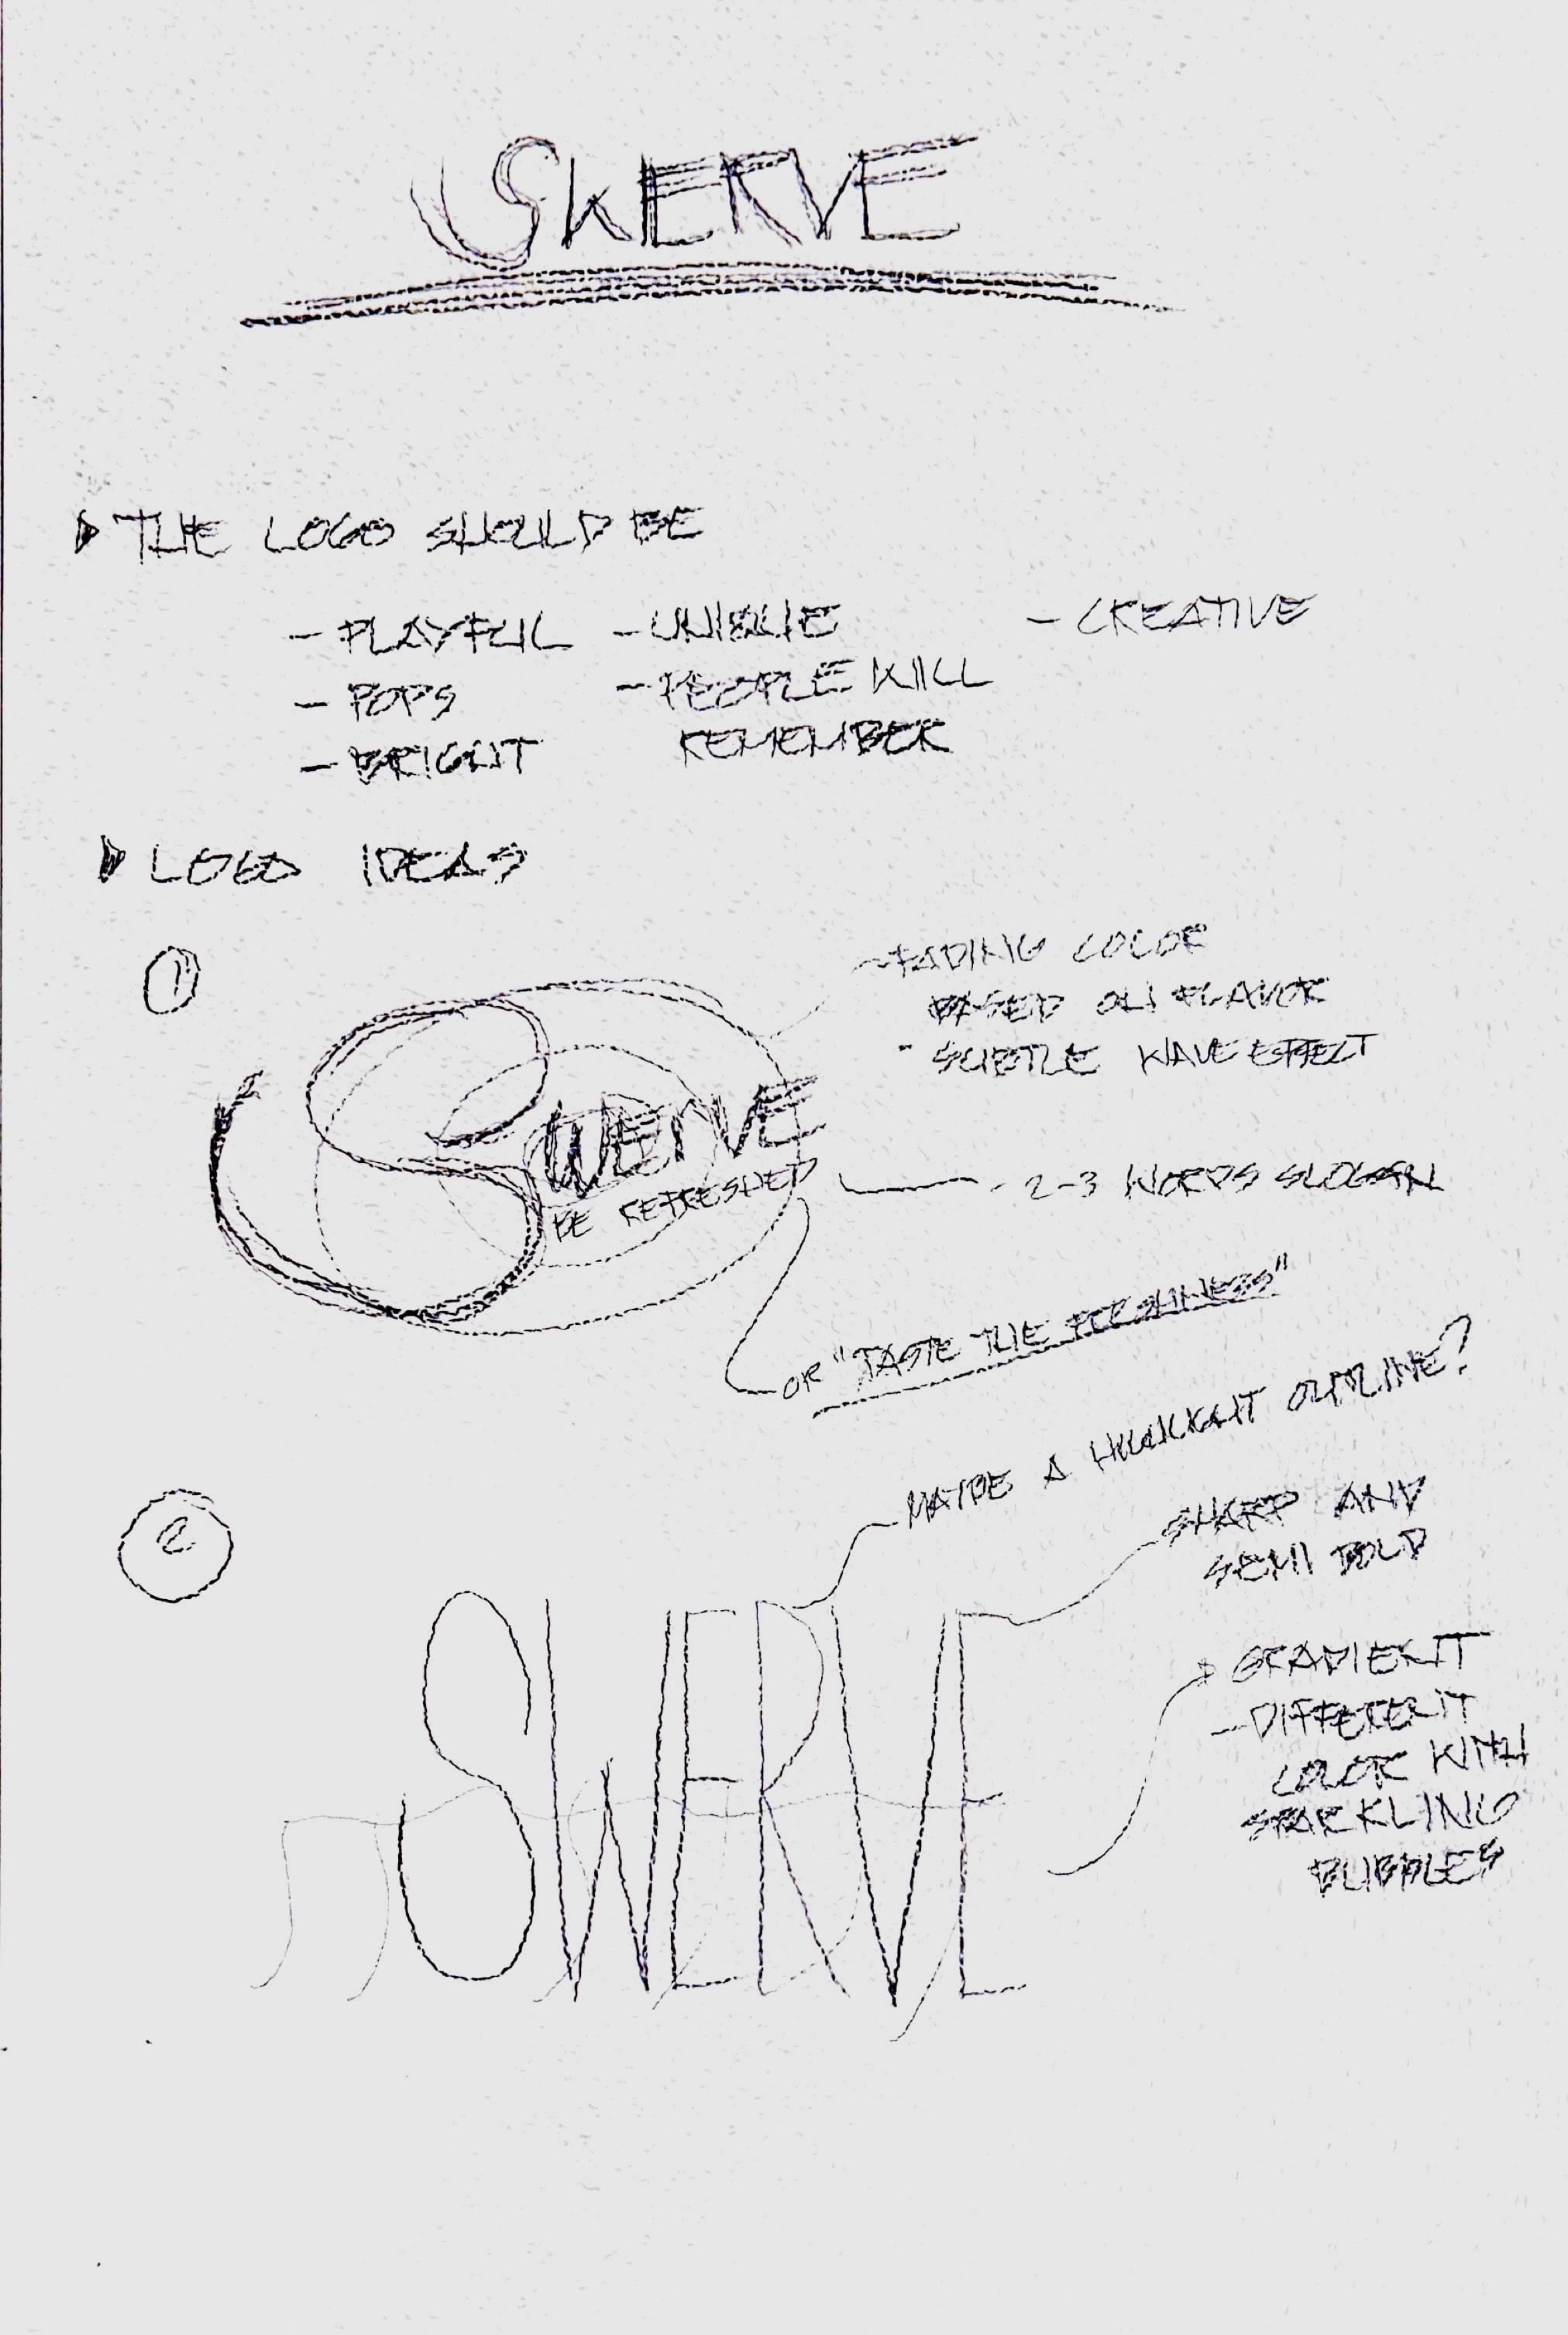 SWERVE
THE LOGO SHOULD BE
- PLAYFUL
- POPS
- BRIGHT
- UNIQUE
- PEOPLE WILL
REMEMBER
- CREATIVE
LOGO IDEAS
1
- FADING COLOR
BASED ON FLAVOR
- SUBTLE WAVE EFFECT
SWERVE
BE REFRESHED
- 2-3 WORDS SLOGAN
OR "TASTE THE FRESHNESS"
2
MAYBE A HIGHLIGHT OUTLINE?
SHARP AND
SEMI BOLD
SWERVE
GRADIENT
- DIFFERENT
COLOR WITH
SPARKLING
BUBBLES